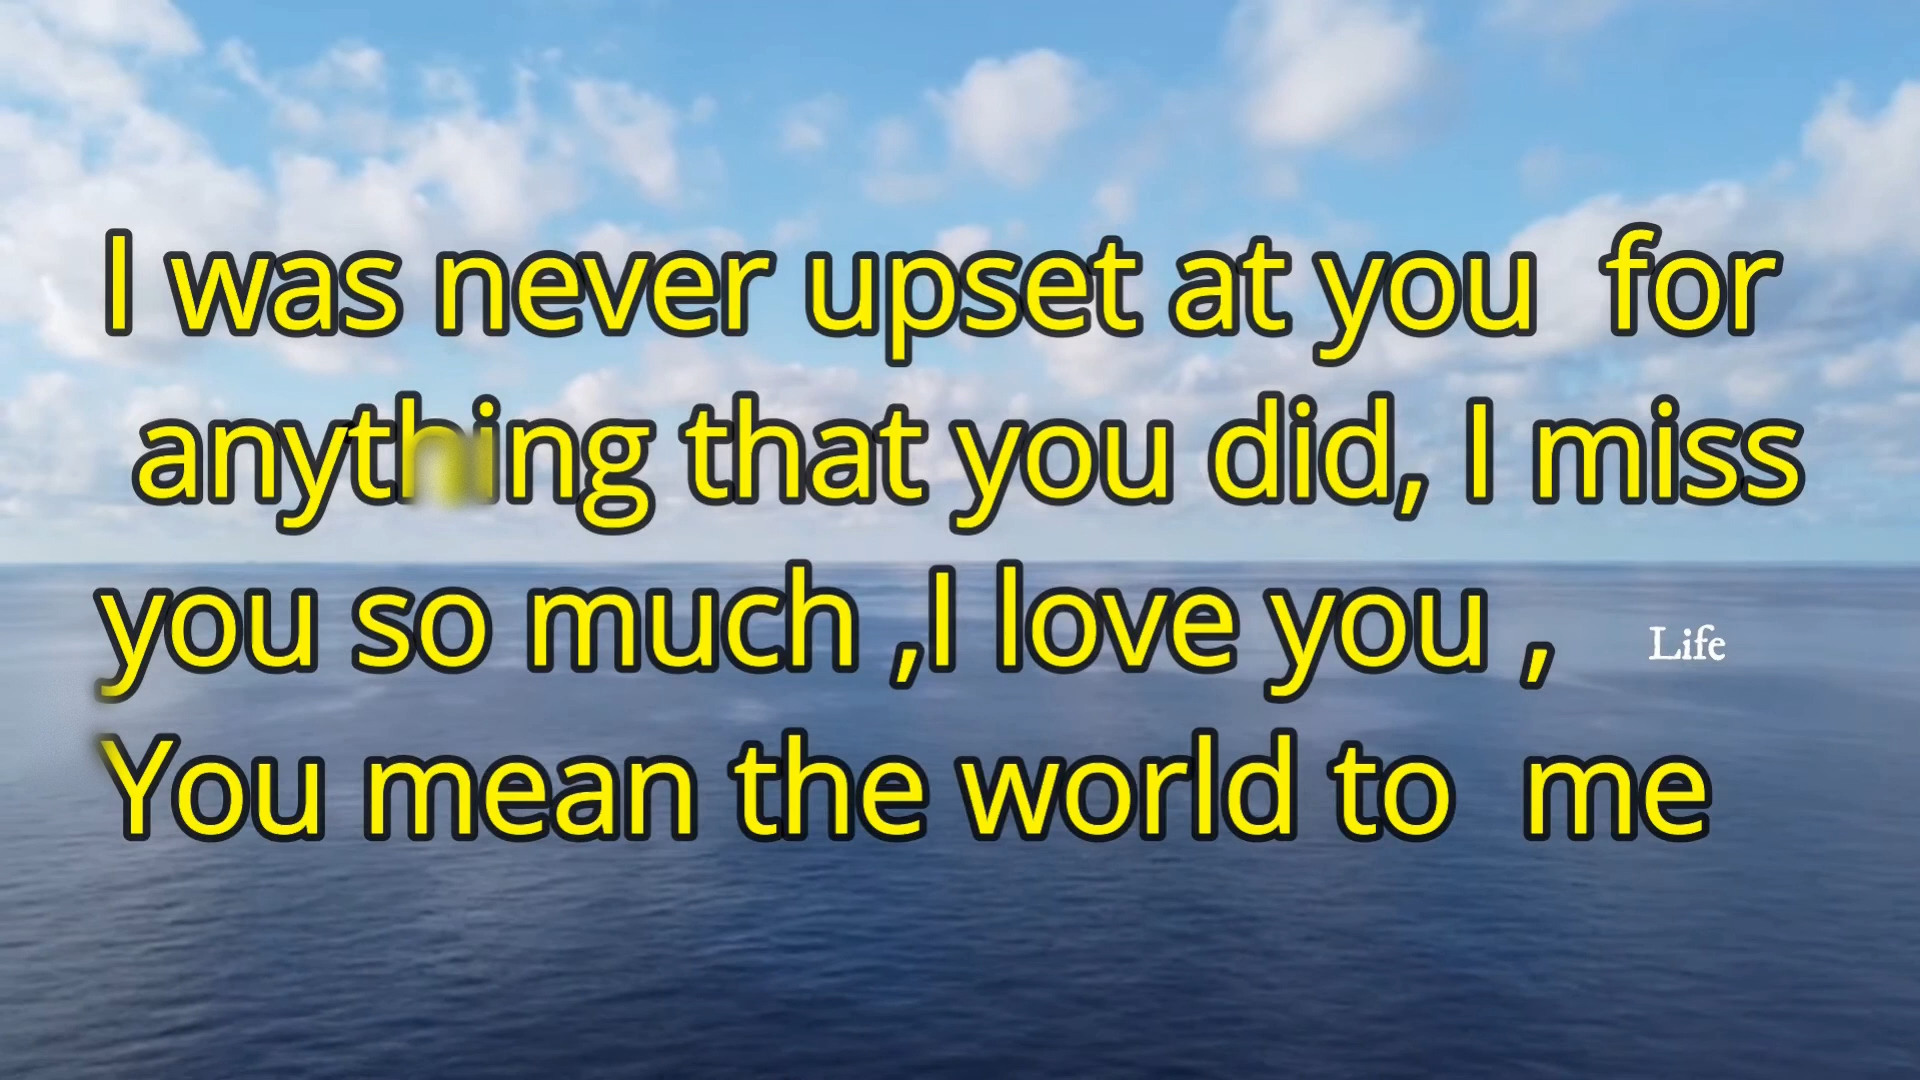 I was never upset at you for
anything that you did, I miss
you so much ,I love you ,
Life
You mean the world to me